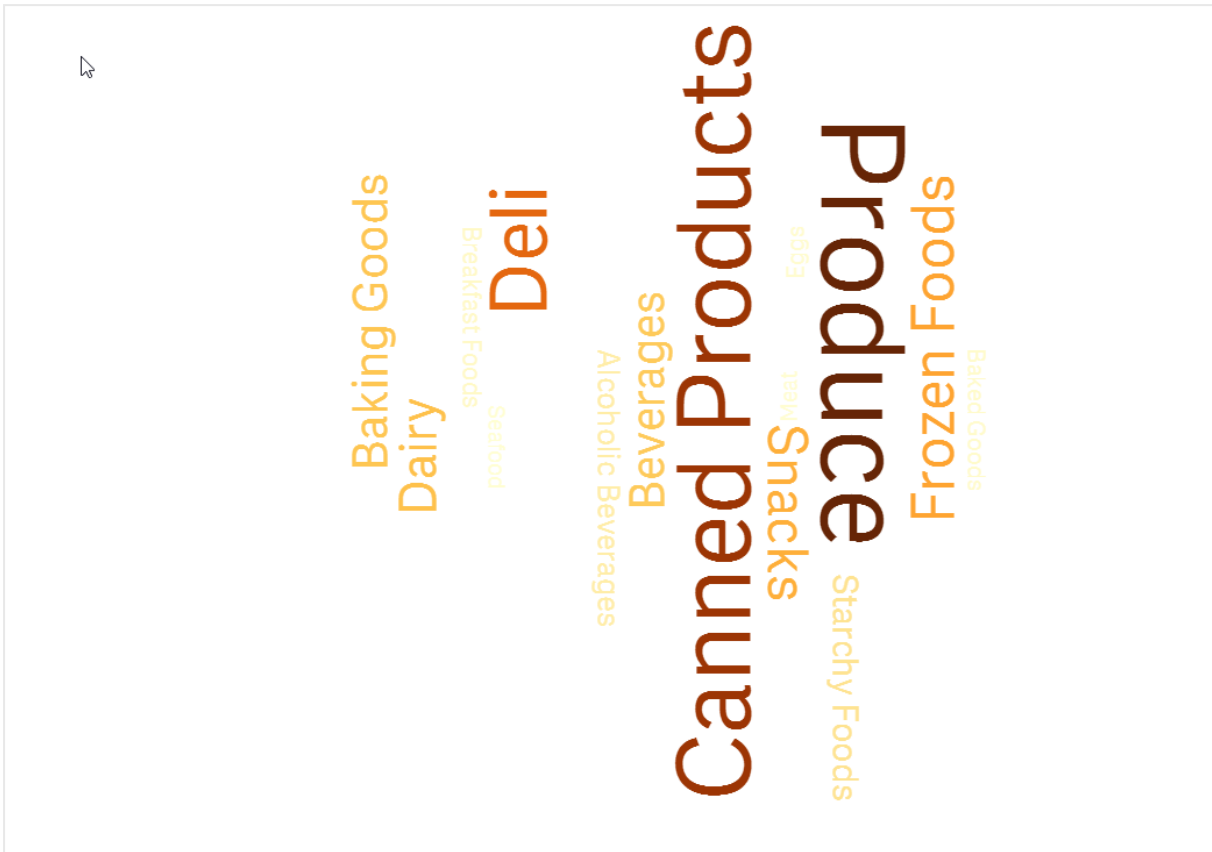 Baking Goods
Dairy
Breakfast Foods
Seafood
Deli
Alcoholic Beverages
Beverages
Canned Products
Eggs
Meat
Snacks
Produce
Starchy Foods
Frozen Foods
Baked Goods